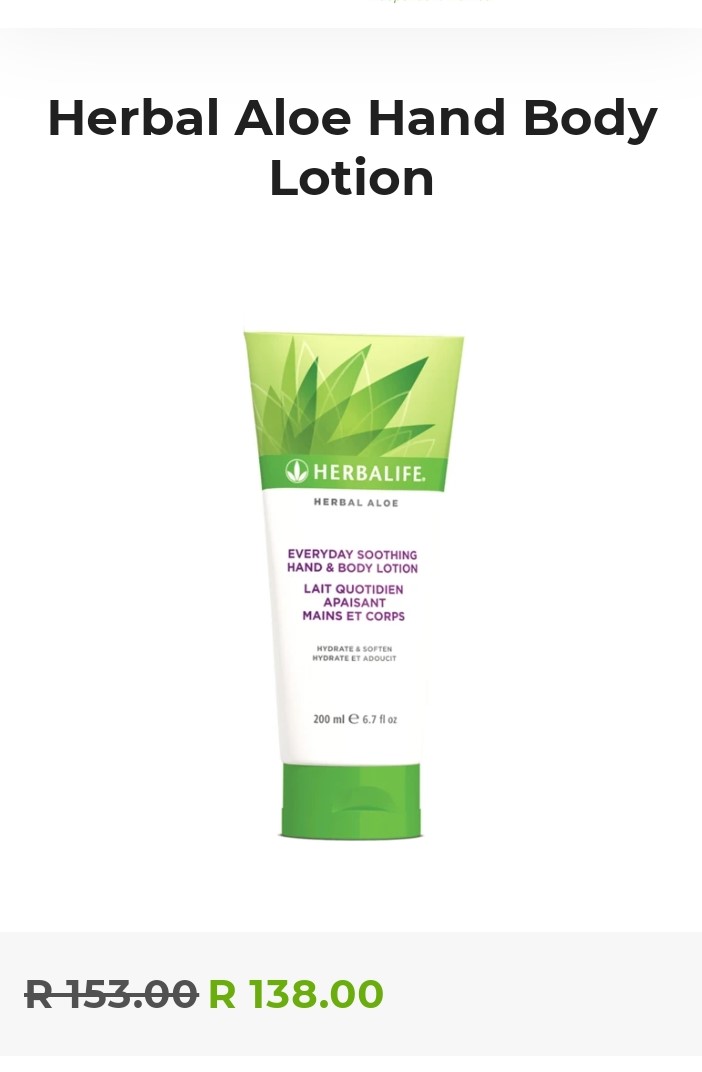 Herbal Aloe Hand Body
Lotion
HERBALIFE®
HERBAL ALOE
EVERYDAY SOOTHING
HAND & BODY LOTION
LAIT QUOTIDIEN
APAISANT
MAINS ET CORPS
HYDRATE & SOFTEN
HYDRATE ET ADOUCIT
200 ml ℮ 6.7 fl oz
R 153.00 R 138.00